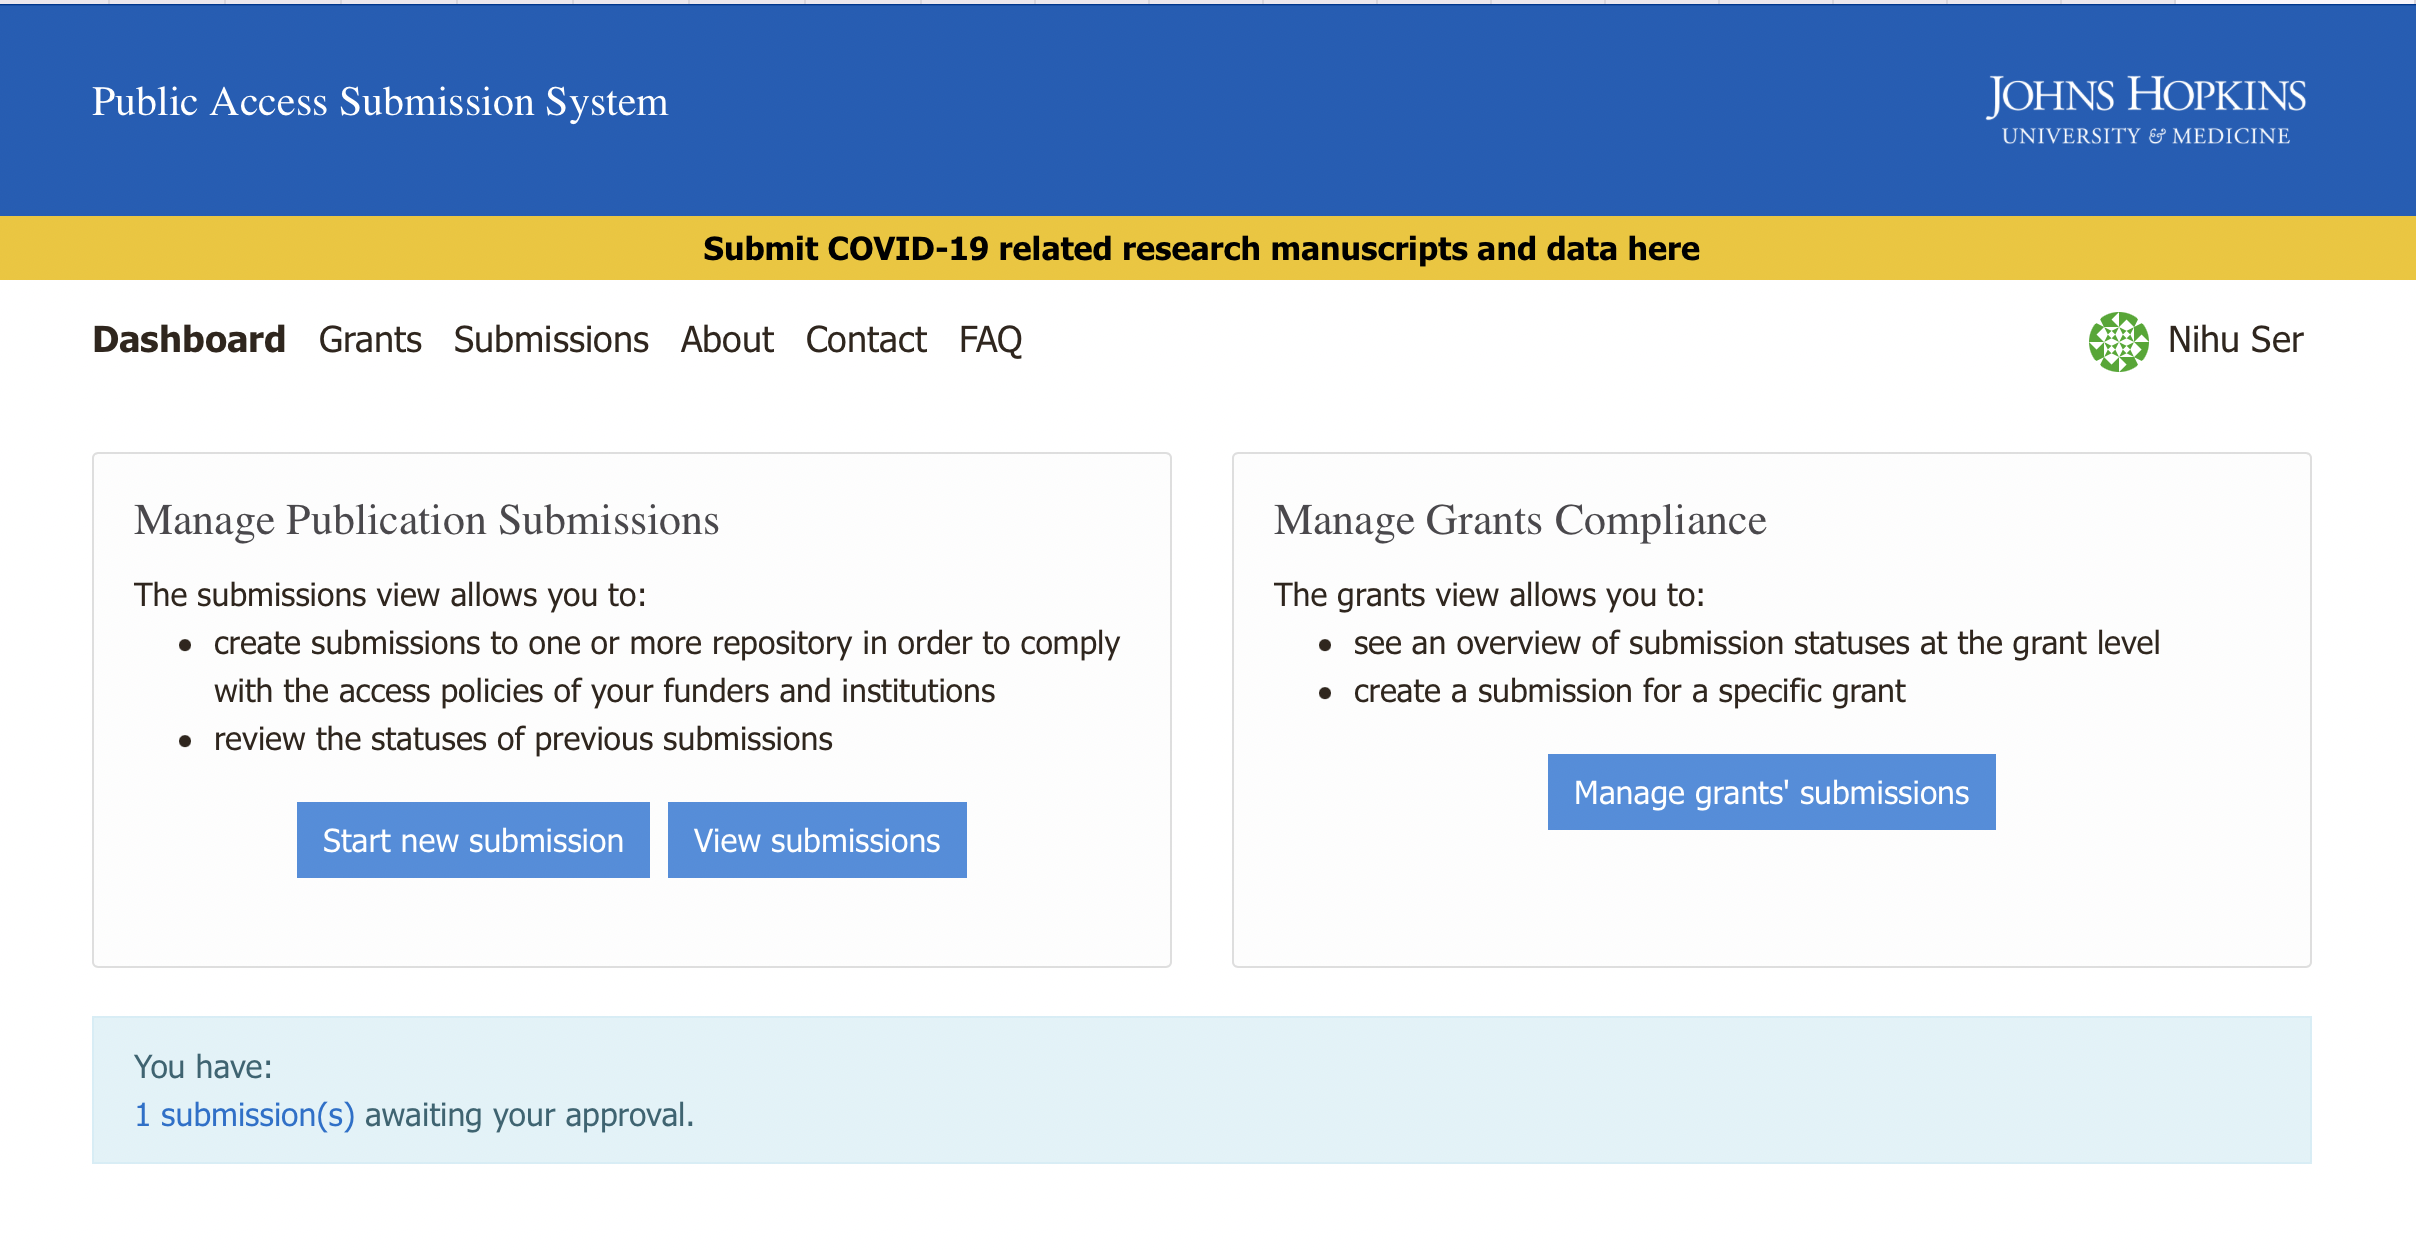 Public Access Submission System
JOHNS HOPKINS
UNIVERSITY & MEDICINE
Submit COVID-19 related research manuscripts and data here
Dashboard Grants Submissions About Contact FAQ
Nihu Ser
Manage Publication Submissions
The submissions view allows you to:
• create submissions to one or more repository in order to comply
with the access policies of your funders and institutions
• review the statuses of previous submissions
Start new submission View submissions
Manage Grants Compliance
The grants view allows you to:
• see an overview of submission statuses at the grant level
• create a submission for a specific grant
Manage grants' submissions
You have:
1 submission(s) awaiting your approval.